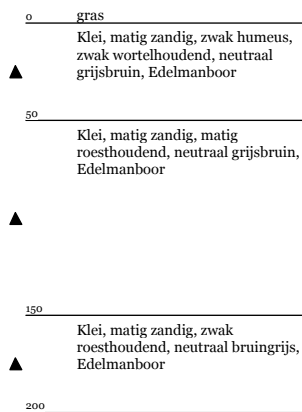 0 gras
Klei, matig zandig, zwak humeus,
zwak wortelhoudend, neutraal
grijsbruin, Edelmanboor
50
Klei, matig zandig, matig
roesthoudend, neutraal grijsbruin,
Edelmanboor
150
Klei, matig zandig, zwak
roesthoudend, neutraal bruingrijs,
Edelmanboor
200